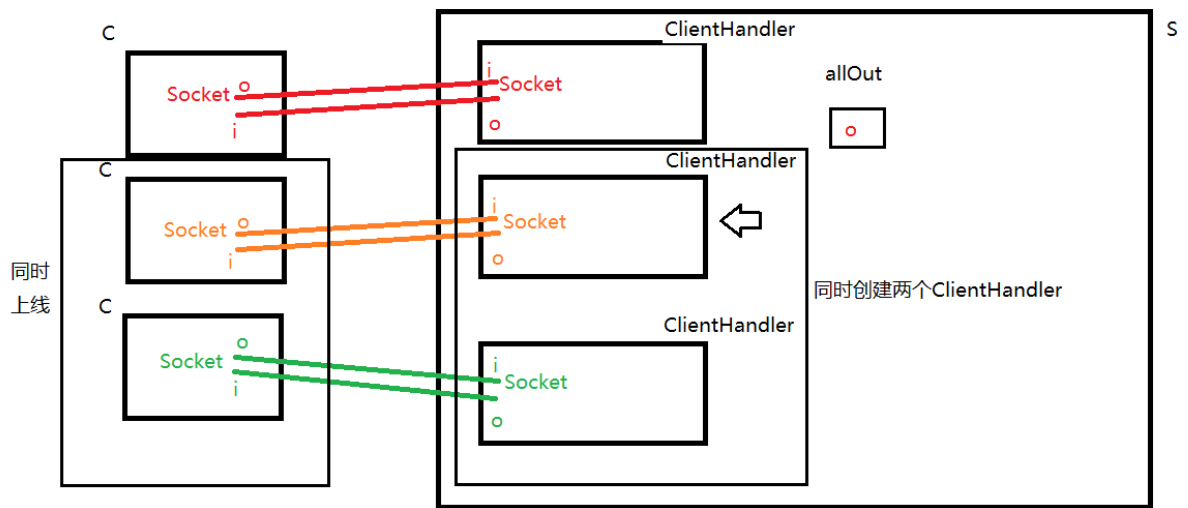 C
ClientHandler
S
Socket
o
i
i
Socket
o
allOut
o
C
ClientHandler
Socket
o
i
i
Socket
o
同时
上线
同时创建两个ClientHandler
C
ClientHandler
Socket
o
i
i
Socket
o